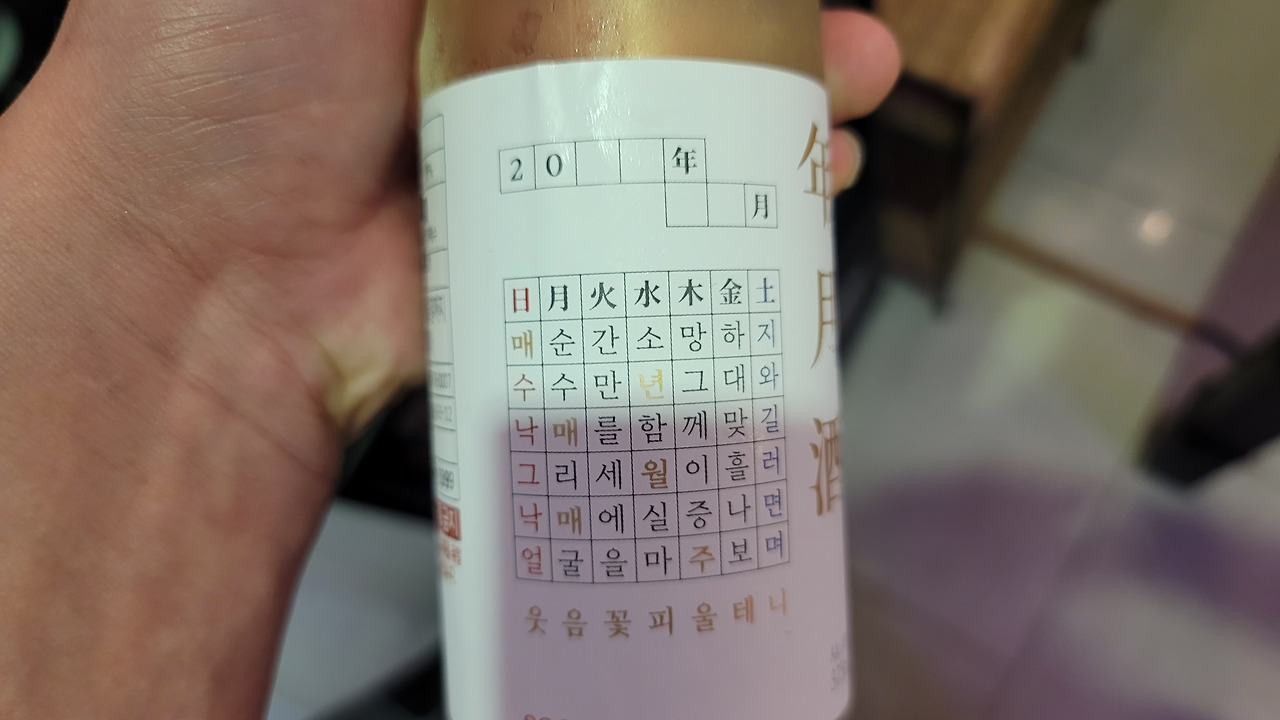 20 年
月
日月火水木金土
매순간소망하지
수수만년그대와
낙매를함께맞길
그리세월이흘러
낙매에실증나면
얼굴을마주보며
웃음꽃피울테니
年月酒